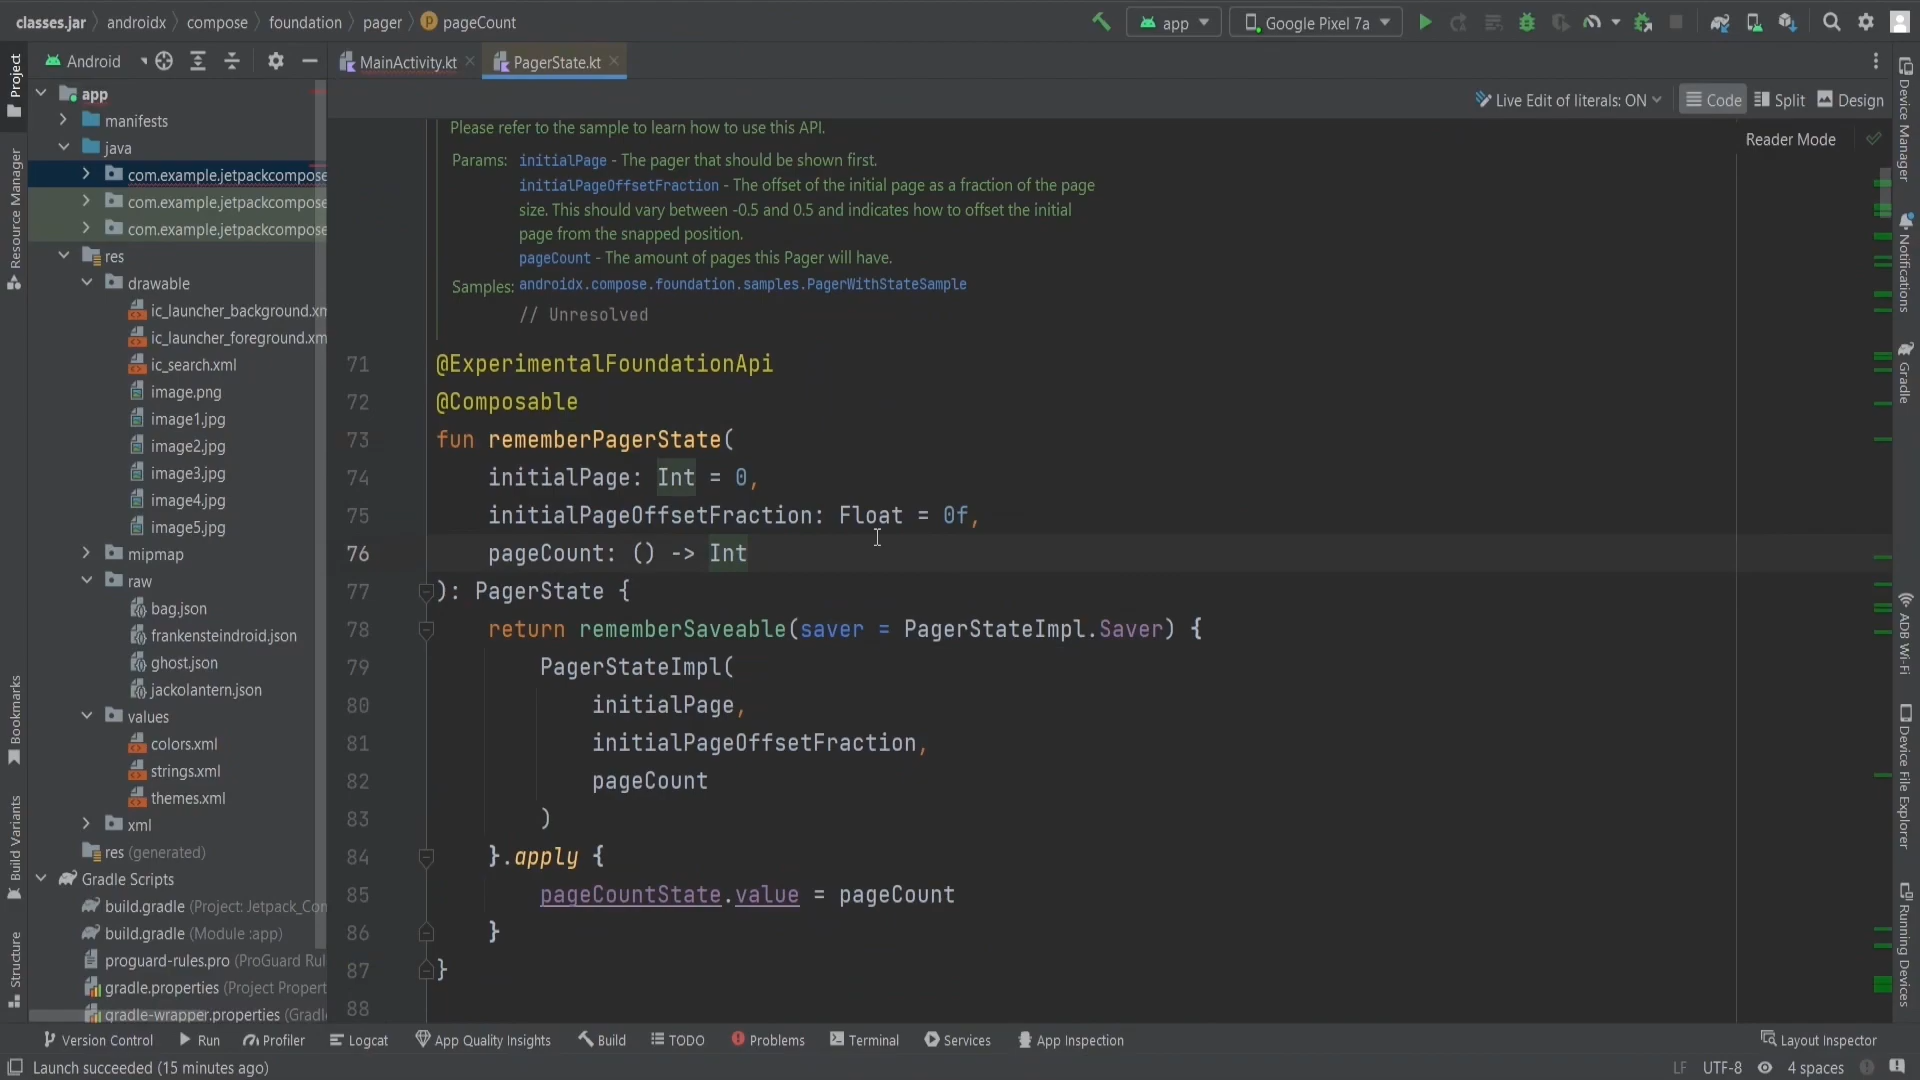 classes.jar androidx compose foundation pager pageCount
app Google Pixel 7a
Android
MainActivity.kt PagerState.kt
Live Edit of literals: ON Code Split Design
Reader Mode
Project
Resource Manager
Bookmarks
Build Variants
Structure
app
manifests
java
com.example.jetpackcompose
com.example.jetpackcompose
com.example.jetpackcompose
res
drawable
ic_launcher_background.xm
ic_launcher_foreground.xm
ic_search.xml
image.png
image1.jpg
image2.jpg
image3.jpg
image4.jpg
image5.jpg
mipmap
raw
bag.json
frankensteindroid.json
ghost.json
jackolantern.json
values
colors.xml
strings.xml
themes.xml
xml
res (generated)
Gradle Scripts
build.gradle (Project: Jetpack_Com
build.gradle (Module :app)
proguard-rules.pro (ProGuard Rul
gradle.properties (Project Propert
gradle-wrapper.properties (Gradl
Please refer to the sample to learn how to use this API.
Params: initialPage - The pager that should be shown first.
initialPageOffsetFraction - The offset of the initial page as a fraction of the page
size. This should vary between -0.5 and 0.5 and indicates how to offset the initial
page from the snapped position.
pageCount - The amount of pages this Pager will have.
Samples: androidx.compose.foundation.samples.PagerWithStateSample
// Unresolved
71 @ExperimentalFoundationApi
72 @Composable
73 fun rememberPagerState(
74 initialPage: Int = 0,
75 initialPageOffsetFraction: Float = 0f,
76 pageCount: () -> Int
77 ): PagerState {
78 return rememberSaveable(saver = PagerStateImpl.Saver) {
79 PagerStateImpl(
80 initialPage,
81 initialPageOffsetFraction,
82 pageCount
83 )
84 }.apply {
85 pageCountState.value = pageCount
86 }
87 }
88
Device Manager
Notifications
Gradle
ADB Wi-Fi
Device File Explorer
Running Devices
Version Control Run Profiler Logcat App Quality Insights Build TODO Problems Terminal Services App Inspection Layout Inspector
Launch succeeded (15 minutes ago) LF UTF-8 4 spaces